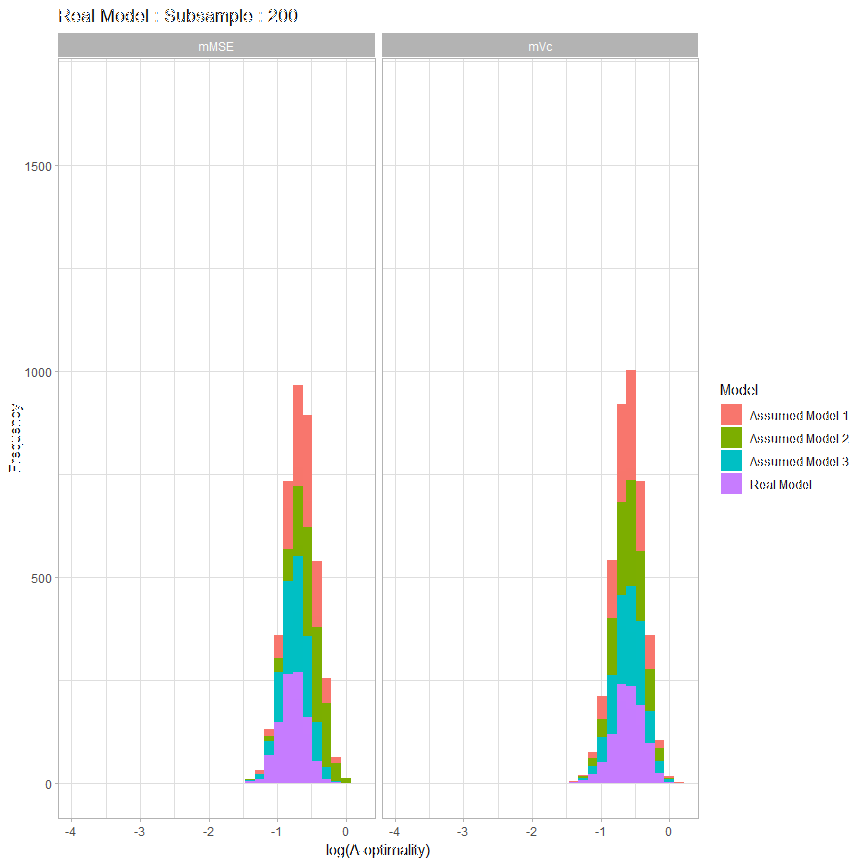 Real Model : Subsample : 200
mMSE
mVc
1500
1000
500
0
Frequency
-4
-3
-2
-1
0
-4
-3
-2
-1
0
log(A-optimality)
Model
Assumed Model 1
Assumed Model 2
Assumed Model 3
Real Model